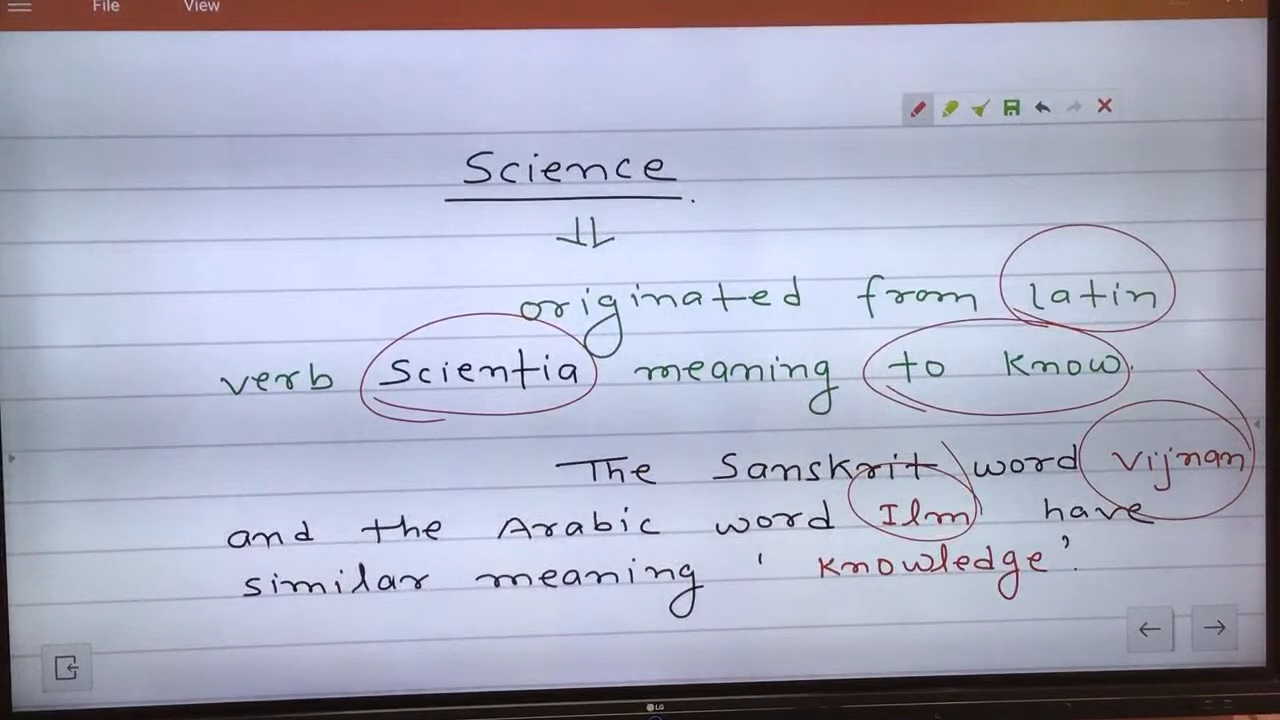 File View
Science
originated from latin
verb Scientia meaning to know.
The Sanskrit word Vijnan
and the Arabic word Ilm have
similar meaning ‘knowledge’.
LG